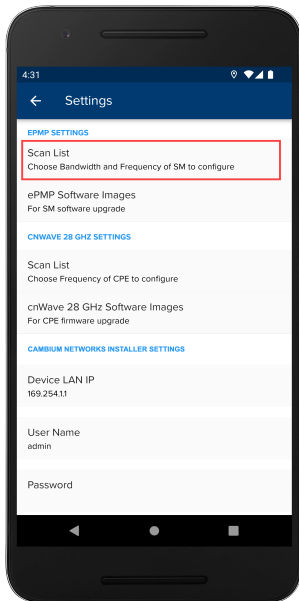 4:31
Settings
EPMP SETTINGS
Scan List
Choose Bandwidth and Frequency of SM to configure
ePMP Software Images
For SM software upgrade
CNWAVE 28 GHZ SETTINGS
Scan List
Choose Frequency of CPE to configure
cnWave 28 GHz Software Images
For CPE firmware upgrade
CAMBIUM NETWORKS INSTALLER SETTINGS
Device LAN IP
169.254.1.1
User Name
admin
Password